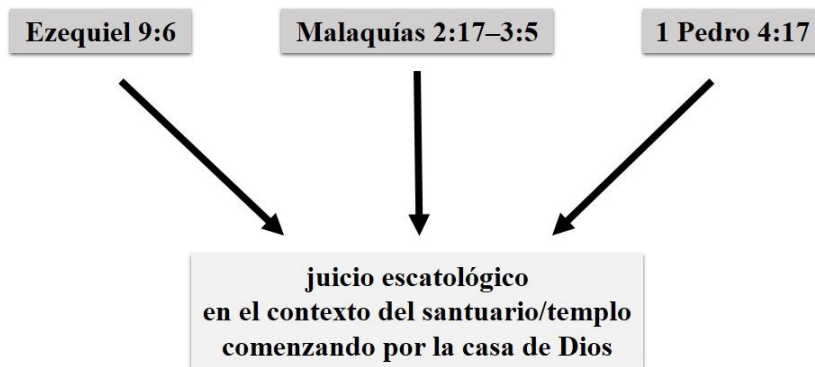 Ezequiel 9:6
Malaquías 2:17–3:5
1 Pedro 4:17
juicio escatológico
en el contexto del santuario/templo
comenzando por la casa de Dios